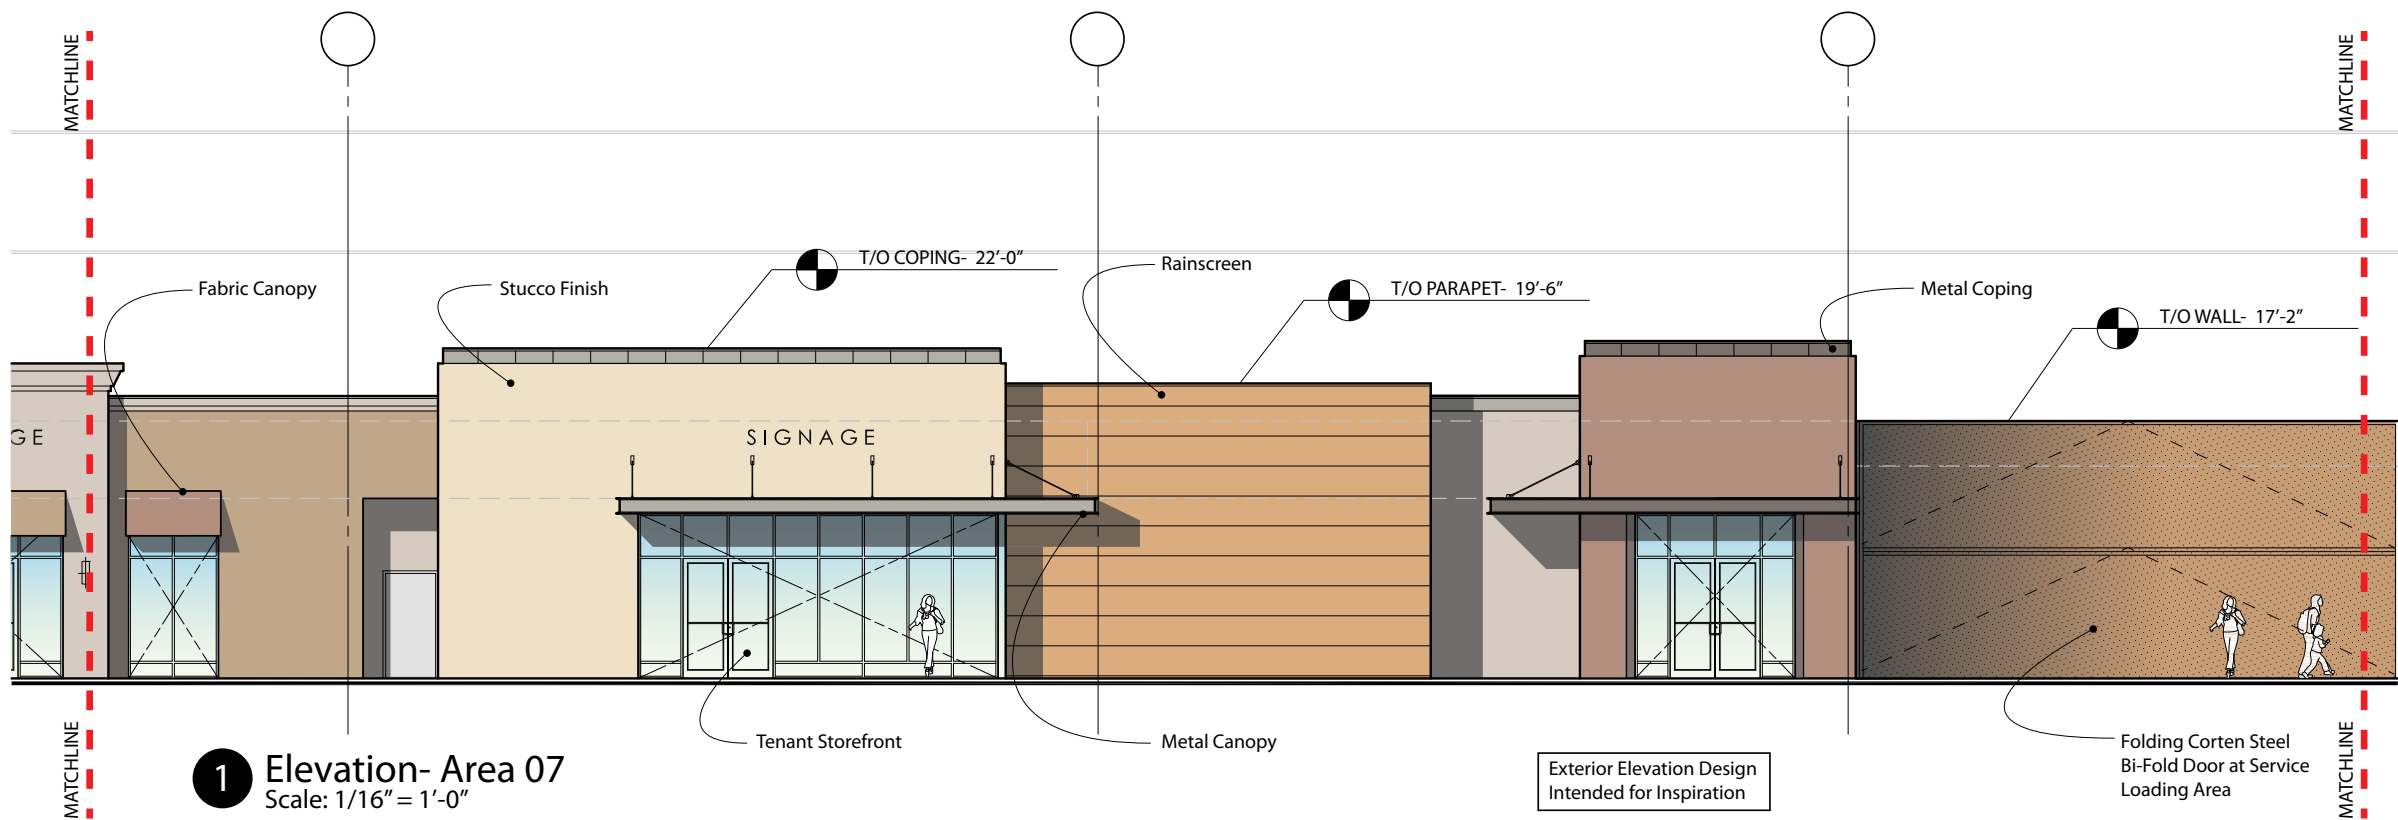 MATCHLINE
MATCHLINE
T/O COPING- 22’-0”
Rainscreen
Fabric Canopy
Stucco Finish
T/O PARAPET- 19’-6”
Metal Coping
T/O WALL- 17’-2”
GE
SIGNAGE
MATCHLINE
Tenant Storefront
Metal Canopy
MATCHLINE
1 Elevation- Area 07
Scale: 1/16” = 1’-0”
Exterior Elevation Design
Intended for Inspiration
Folding Corten Steel
Bi-Fold Door at Service
Loading Area